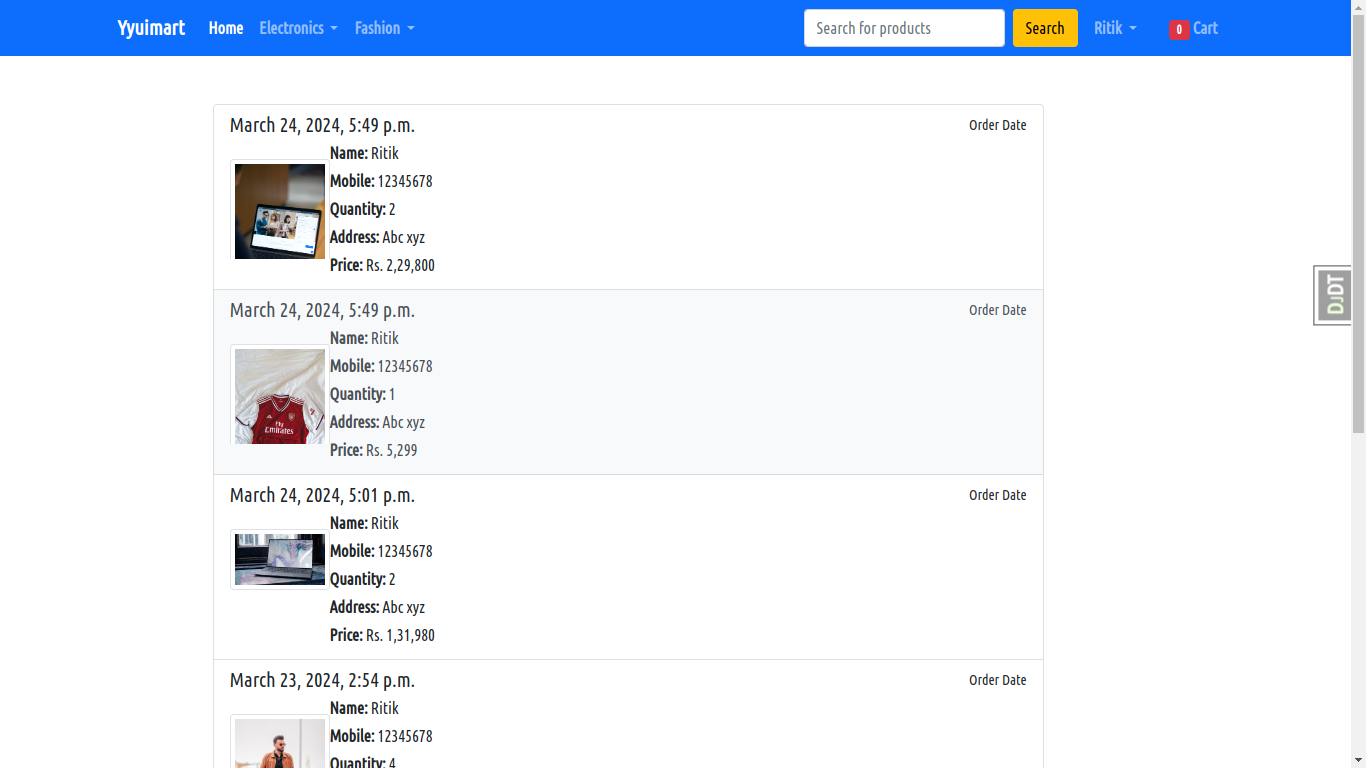 Yyuimart Home Electronics Fashion Search for products Search Ritik 0 Cart
March 24, 2024, 5:49 p.m. Order Date
Name: Ritik
Mobile: 12345678
Quantity: 2
Address: Abc xyz
Price: Rs. 2,29,800
March 24, 2024, 5:49 p.m. Order Date
Name: Ritik
Mobile: 12345678
Quantity: 1
Address: Abc xyz
Price: Rs. 5,299
Fly
Emirates
DJDT
March 24, 2024, 5:01 p.m. Order Date
Name: Ritik
Mobile: 12345678
Quantity: 2
Address: Abc xyz
Price: Rs. 1,31,980
March 23, 2024, 2:54 p.m. Order Date
Name: Ritik
Mobile: 12345678
Quantity: 4